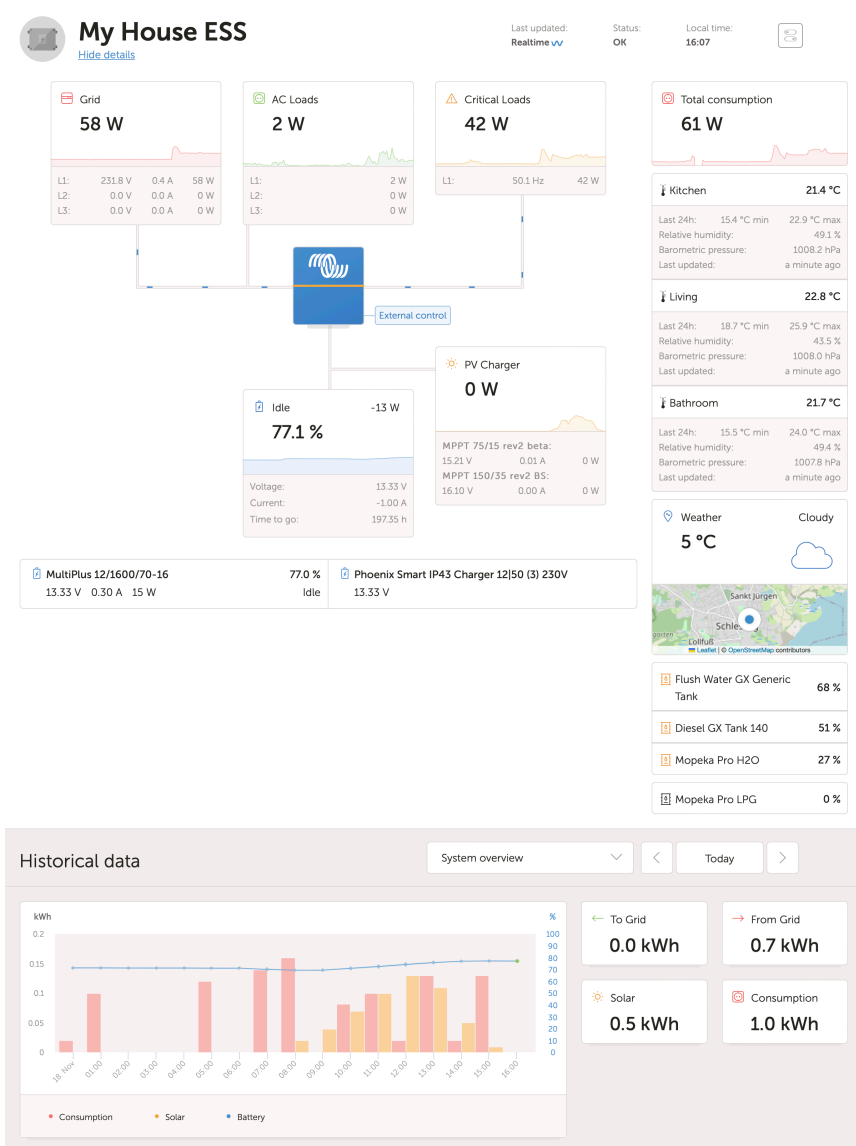 My House ESS
Hide details
Last updated:
Realtime
Status:
OK
Local time:
16:07
Grid
58 W
L1: 231.8 V 0.4 A 58 W
L2: 0.0 V 0.0 A 0 W
L3: 0.0 V 0.0 A 0 W
AC Loads
2 W
L1: 2 W
L2: 0 W
L3: 0 W
Critical Loads
42 W
L1: 50.1 Hz 42 W
External control
PV Charger
0 W
MPPT 75/15 rev2 beta:
15.21 V 0.01 A 0 W
MPPT 150/35 rev2 BS:
16.10 V 0.00 A 0 W
Idle -13 W
77.1 %
Voltage: 13.33 V
Current: -1.00 A
Time to go: 197.35 h
MultiPlus 12/1600/70-16 77.0 %
13.33 V 0.30 A 15 W Idle
Phoenix Smart IP43 Charger 12|50 (3) 230V
13.33 V
Total consumption
61 W
Kitchen 21.4 °C
Last 24h: 15.4 °C min 22.9 °C max
Relative humidity: 49.1 %
Barometric pressure: 1008.2 hPa
Last updated: a minute ago
Living 22.8 °C
Last 24h: 18.7 °C min 25.9 °C max
Relative humidity: 43.5 %
Barometric pressure: 1008.0 hPa
Last updated: a minute ago
Bathroom 21.7 °C
Last 24h: 15.5 °C min 24.0 °C max
Relative humidity: 49.4 %
Barometric pressure: 1007.8 hPa
Last updated: a minute ago
Weather Cloudy
5 °C
Sankt Jürgen
Schles
garten
Lollfuß
Leaflet | © OpenStreetMap contributors
Flush Water GX Generic
Tank
68 %
Diesel GX Tank 140 51 %
Mopeka Pro H2O 27 %
Mopeka Pro LPG 0 %
Historical data
System overview
Today
kWh %
0.2
0.15
0.1
0.05
0
100
90
80
70
60
50
40
30
20
10
0
18. Nov 01:00 02:00 03:00 04:00 05:00 06:00 07:00 08:00 09:00 10:00 11:00 12:00 13:00 14:00 15:00 16:00
Consumption Solar Battery
To Grid
0.0 kWh
From Grid
0.7 kWh
Solar
0.5 kWh
Consumption
1.0 kWh